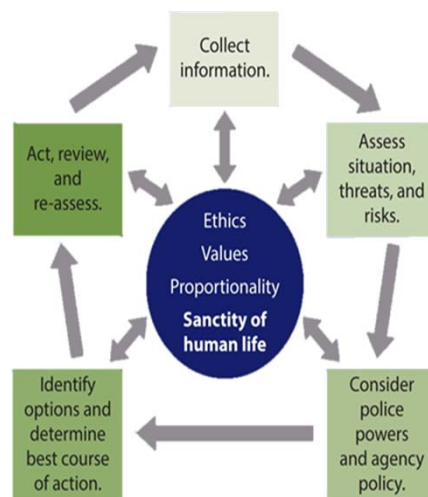 Collect
information.
Assess
situation,
threats, and
risks.
Consider
police
powers
and agency
policy.
Identify
options and
determine
best course
of action.
Act, review,
and
re-assess.
Ethics
Values
Proportionality
Sanctity of
human life